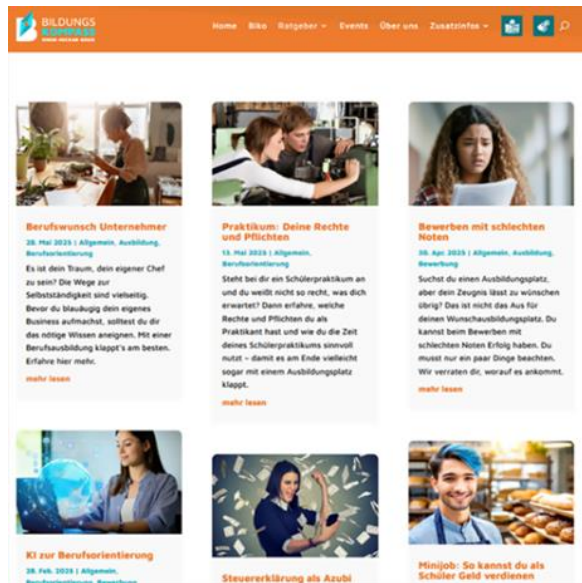 BILDUNGS
KOMPASS
Home Biko Ratgeber Events Über uns Zusatzinfos
Berufswunsch Unternehmer
28. Mai 2025 | Allgemein, Ausbildung,
Berufsorientierung
Es ist dein Traum, dein eigener Chef
zu sein? Die Wege zur
Selbstständigkeit sind vielseitig.
Bevor du blauäugig dein eigenes
Business aufmachst, solltest du dir
das nötige Wissen aneignen. Mit einer
Berufsausbildung klappt's am besten.
Erfahre hier mehr.
mehr lesen
Praktikum: Deine Rechte
und Pflichten
13. Mai 2025 | Allgemein,
Berufsorientierung
Steht bei dir ein Schülerpraktikum an
und du weißt nicht so recht, was dich
erwartet? Dann erfahre, welche
Rechte und Pflichten du als
Praktikant hast und wie du die Zeit
deines Schülerpraktikums sinnvoll
nutzt – damit es am Ende vielleicht
sogar mit einem Ausbildungsplatz
klappt.
mehr lesen
Bewerben mit schlechten
Noten
30. Apr. 2025 | Allgemein, Ausbildung,
Bewerbung
Suchst du einen Ausbildungsplatz,
aber dein Zeugnis lässt zu wünschen
übrig? Das ist nicht das Aus für
deinen Wunschausbildungsplatz. Du
kannst beim Bewerben mit
schlechten Noten Erfolg haben. Du
musst nur ein paar Dinge beachten.
Wir verraten dir, worauf es ankommt.
mehr lesen
KI zur Berufsorientierung
28. Feb. 2025 | Allgemein,
Berufsorientierung, Bewerbung
Steuererklärung als Azubi
Minijob: So kannst du als
Schüler Geld verdienen